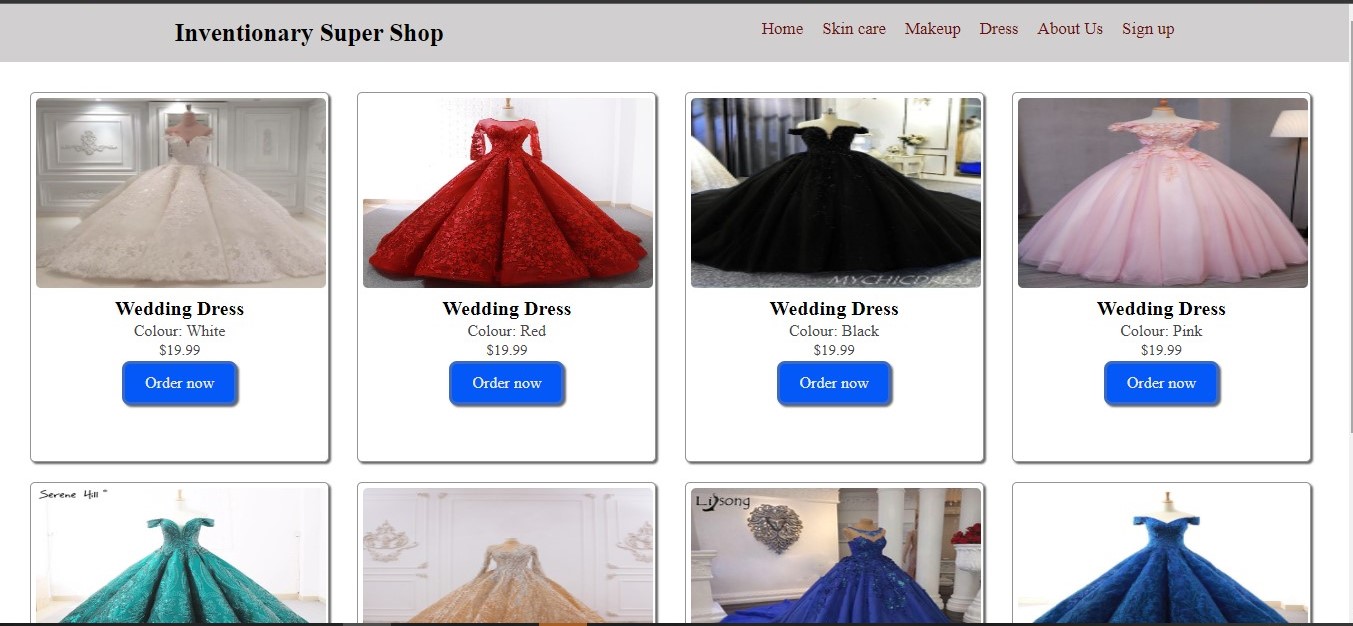 Inventionary Super Shop
Home Skin care Makeup Dress About Us Sign up
MYCHICDRESS
Wedding Dress
Colour: White
$19.99
Order now
Wedding Dress
Colour: Red
$19.99
Order now
Wedding Dress
Colour: Black
$19.99
Order now
Wedding Dress
Colour: Pink
$19.99
Order now
Serene Hill
Lijsong